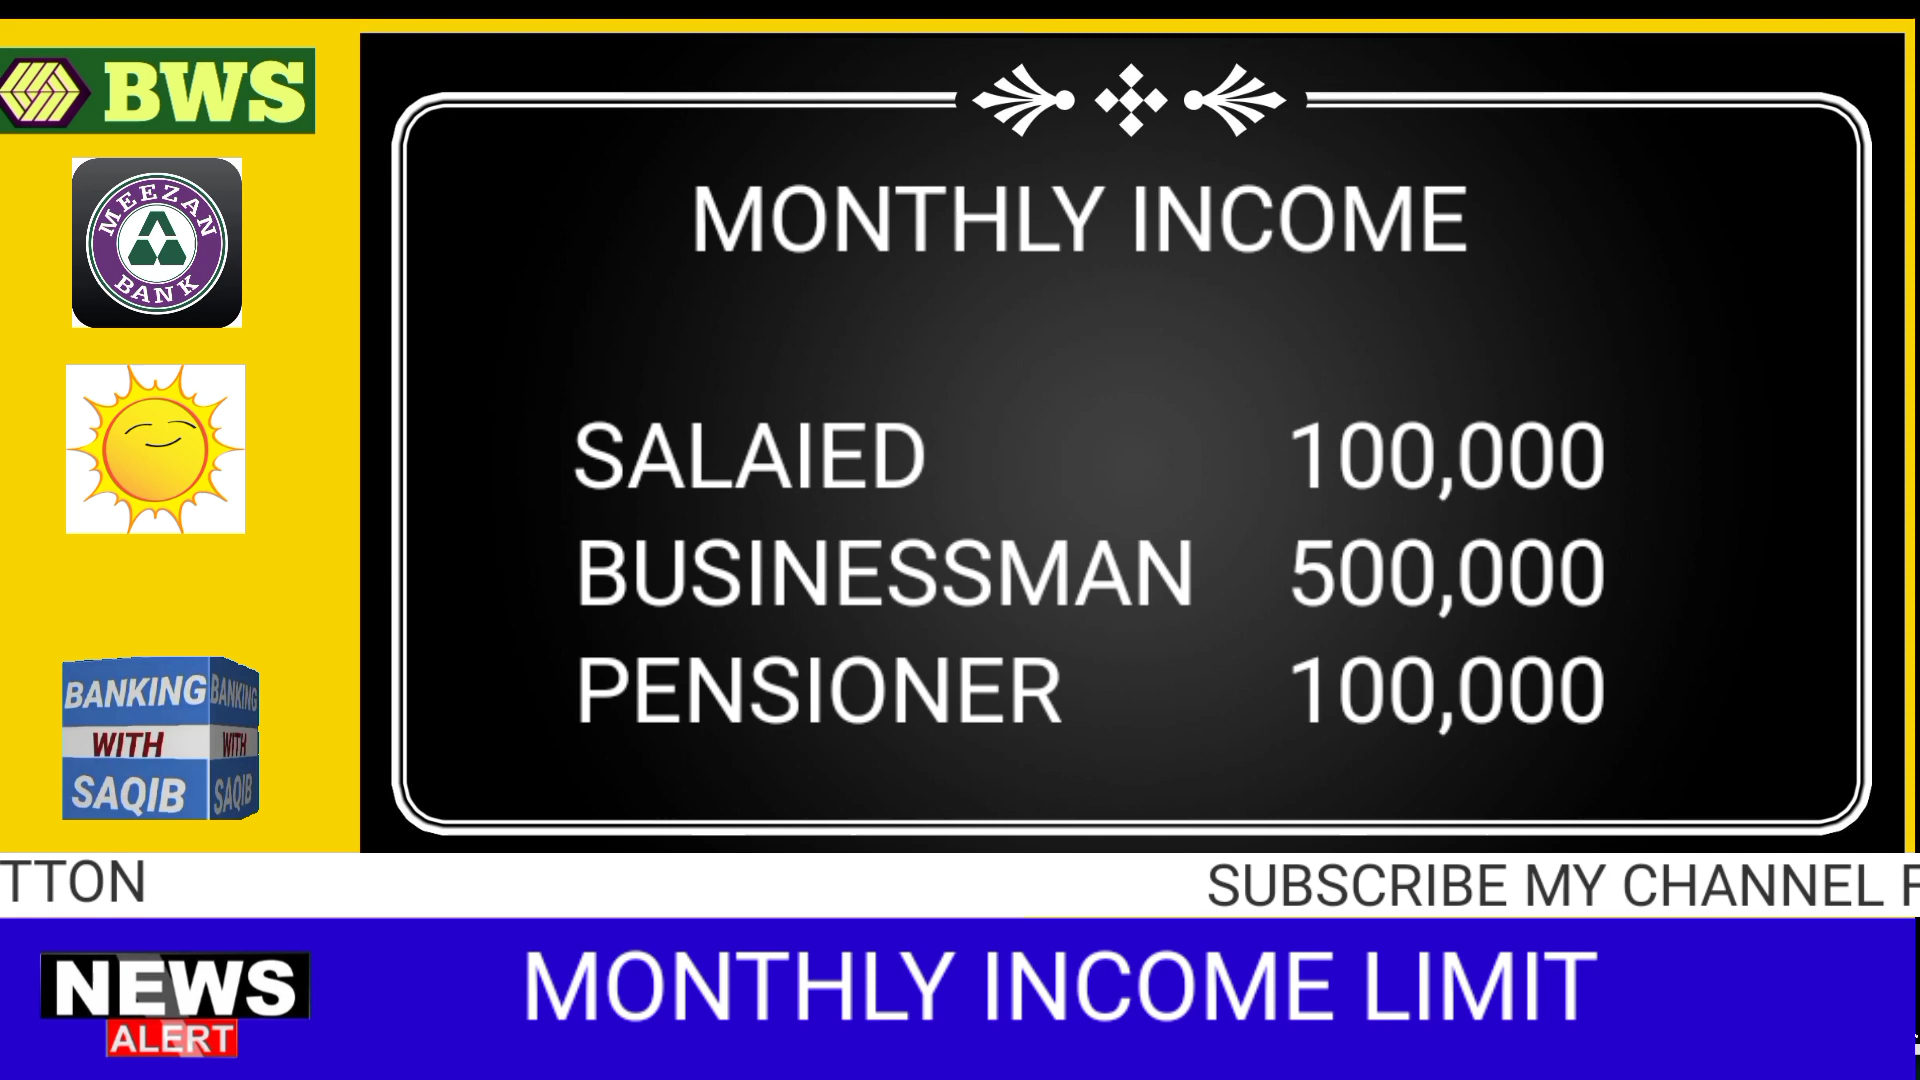 BWS
MEEZAN
BANK
BANKING
WITH
SAQIB
BANKING
WITH
SAQIB
MONTHLY INCOME
SALAIED 100,000
BUSINESSMAN 500,000
PENSIONER 100,000
TTON SUBSCRIBE MY CHANNEL F
NEWS
ALERT
MONTHLY INCOME LIMIT